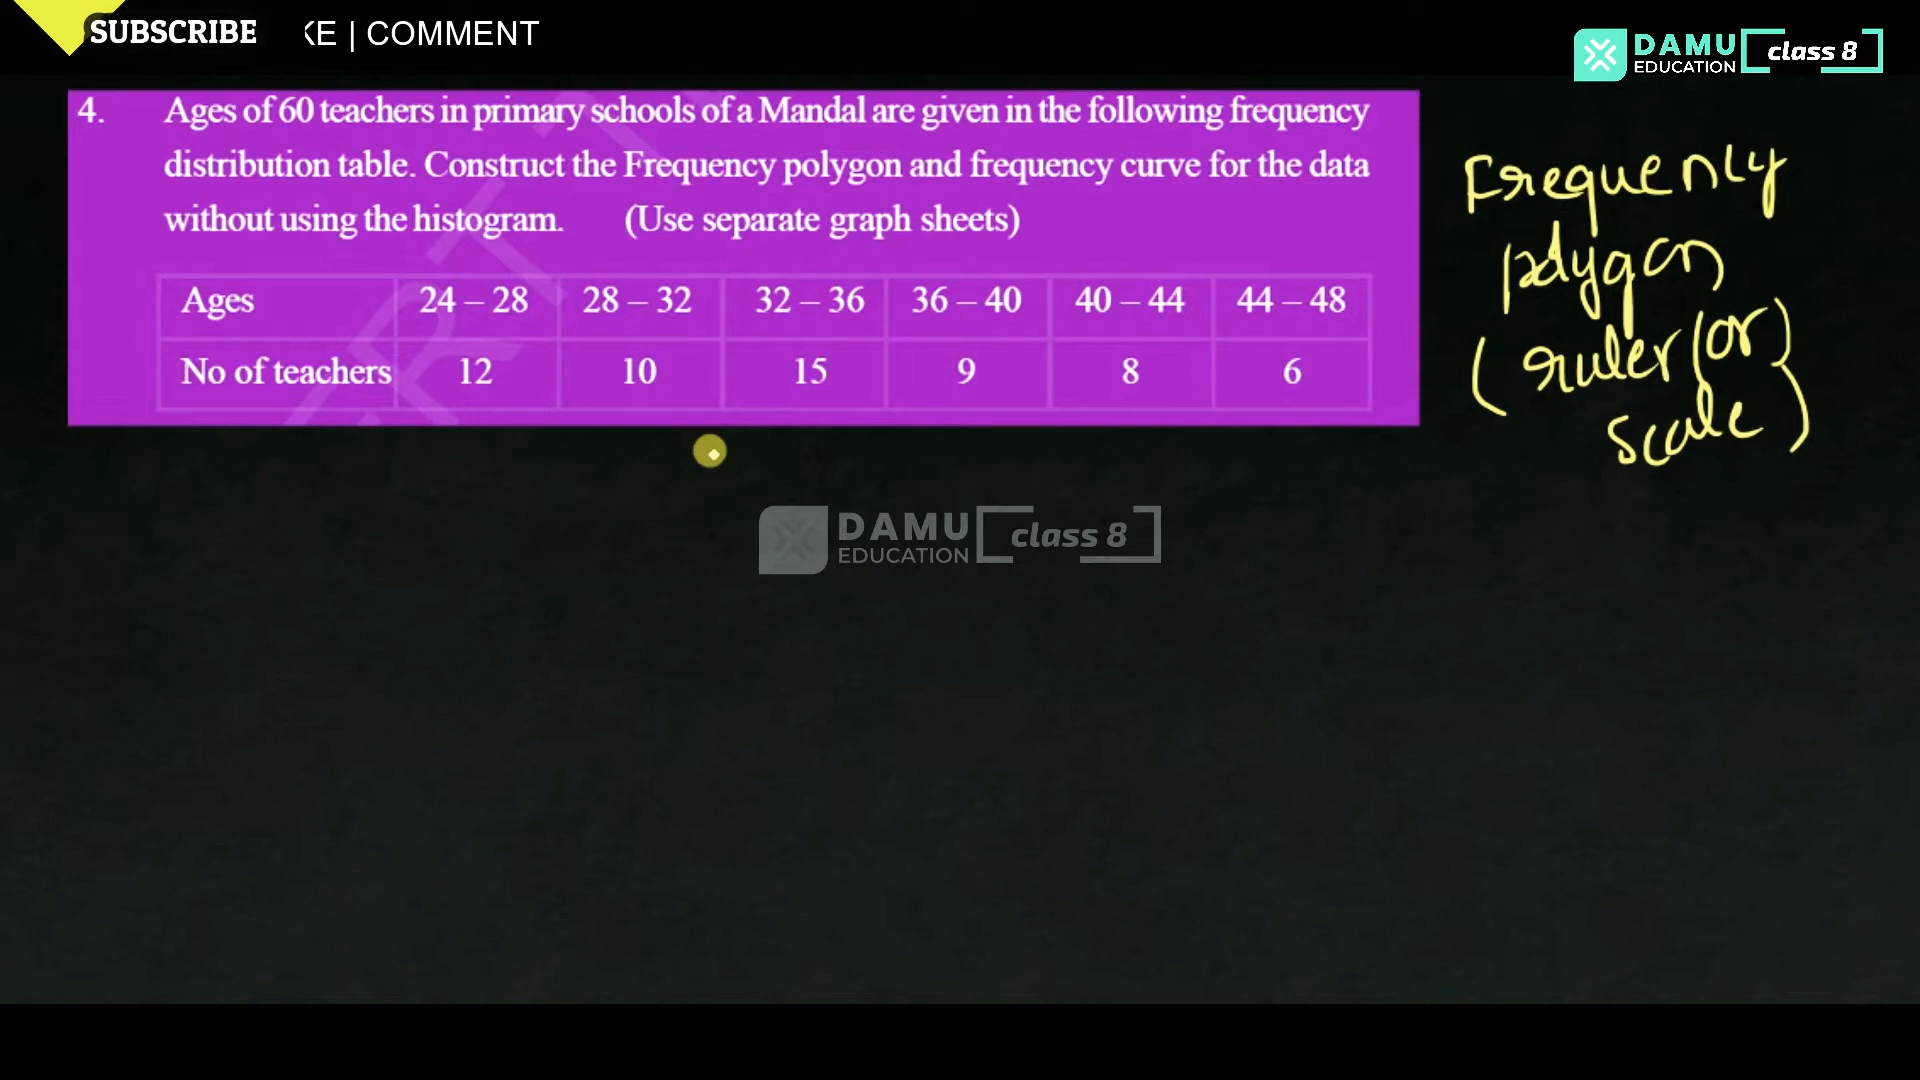 SUBSCRIBE KE | COMMENT
DAMU EDUCATION class 8
4. Ages of 60 teachers in primary schools of a Mandal are given in the following frequency
distribution table. Construct the Frequency polygon and frequency curve for the data
without using the histogram. (Use separate graph sheets)
Ages 24 – 28 28 – 32 32 – 36 36 – 40 40 – 44 44 – 48
No of teachers 12 10 15 9 8 6
Frequency
polygon
(ruler (or)
scale)
DAMU EDUCATION class 8